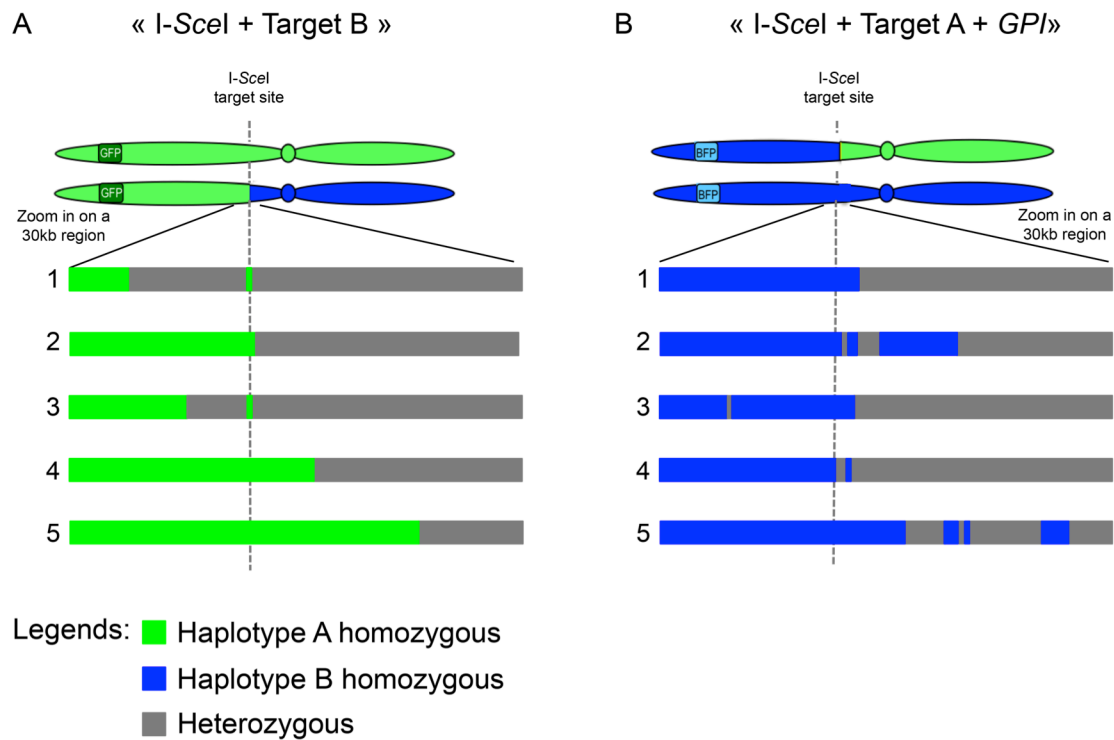 A
« I-SceI + Target B »
I-SceI
target site
GFP
GFP
Zoom in on a
30kb region
1
2
3
4
5
B
« I-SceI + Target A + GPI»
I-SceI
target site
BFP
BFP
Zoom in on a
30kb region
1
2
3
4
5
Legends:
Haplotype A homozygous
Haplotype B homozygous
Heterozygous